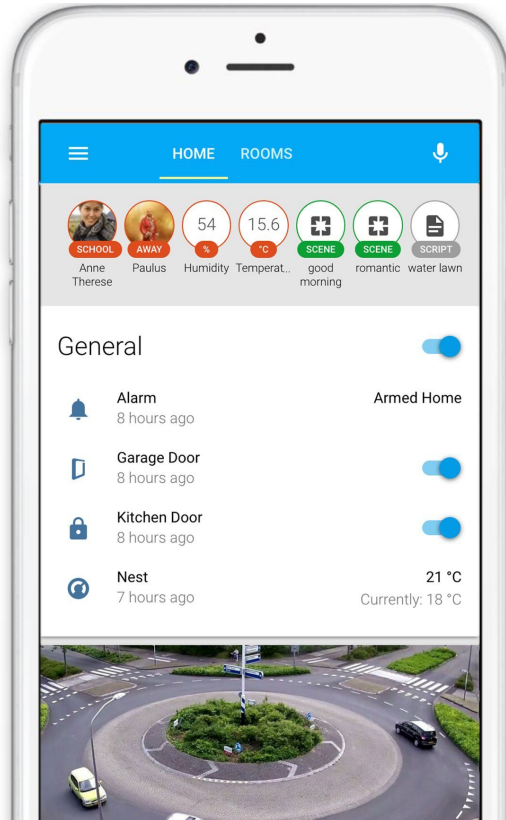 HOME ROOMS
54 15.6
SCHOOL AWAY % °C SCENE SCENE SCRIPT
Anne Therese Paulus Humidity Temperat.. good morning romantic water lawn
General
Alarm Armed Home
8 hours ago
Garage Door
8 hours ago
Kitchen Door
8 hours ago
Nest 21 °C
7 hours ago Currently: 18 °C